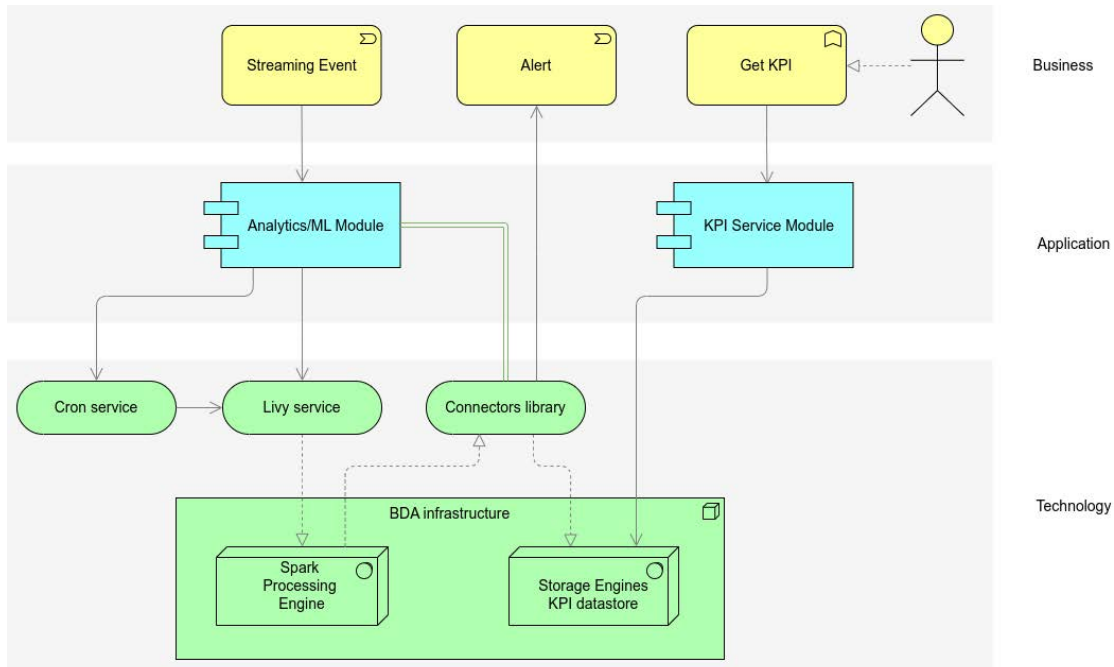 Streaming Event
Alert
Get KPI
Business
Analytics/ML Module
KPI Service Module
Application
Cron service
Livy service
Connectors library
BDA infrastructure
Technology
Spark
Processing
Engine
Storage Engines
KPI datastore